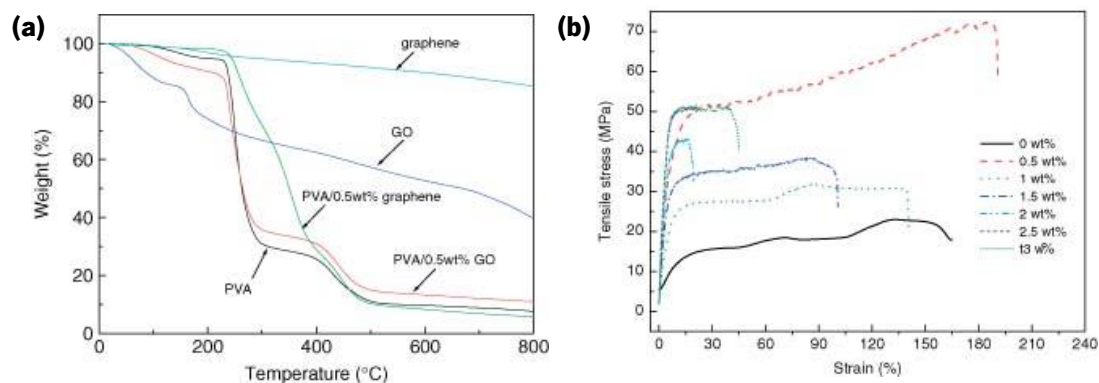 (a)
100
80
60
40
20
0
Weight (%)
graphene
GO
PVA/0.5wt% graphene
PVA/0.5wt% GO
PVA
0 200 400 600 800
Temperature (°C)
(b)
70
60
50
40
30
20
10
0
Tensile stress (MPa)
0 wt%
0.5 wt%
1 wt%
1.5 wt%
2 wt%
2.5 wt%
t3 w%
0 30 60 90 120 150 180 210 240
Strain (%)